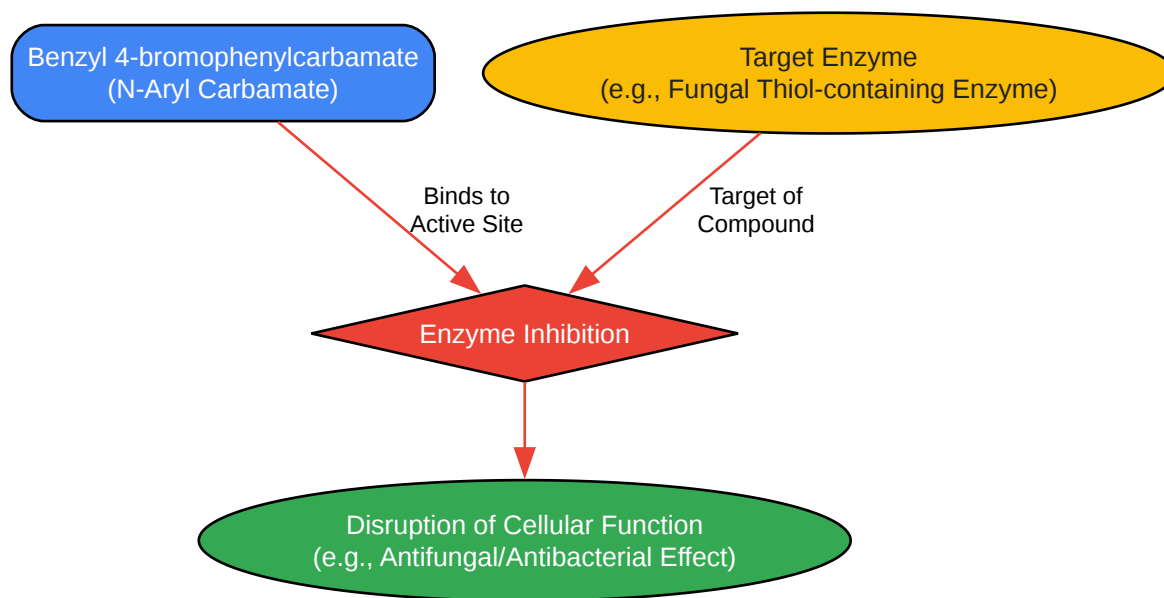 Benzyl 4-bromophenylcarbamate
(N-Aryl Carbamate)
Target Enzyme
(e.g., Fungal Thiol-containing Enzyme)
Binds to
Active Site
Target of
Compound
Enzyme Inhibition
Disruption of Cellular Function
(e.g., Antifungal/Antibacterial Effect)